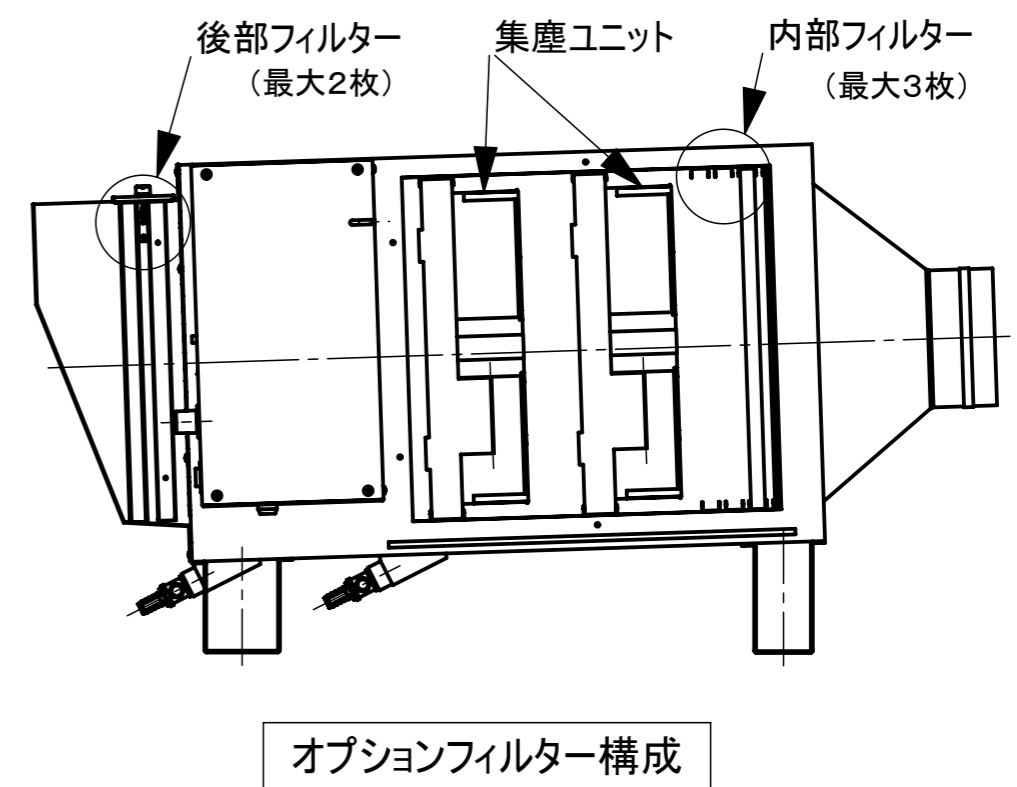 後部フィルター
（最大2枚）
集塵ユニット
内部フィルター
（最大3枚）
オプションフィルター構成